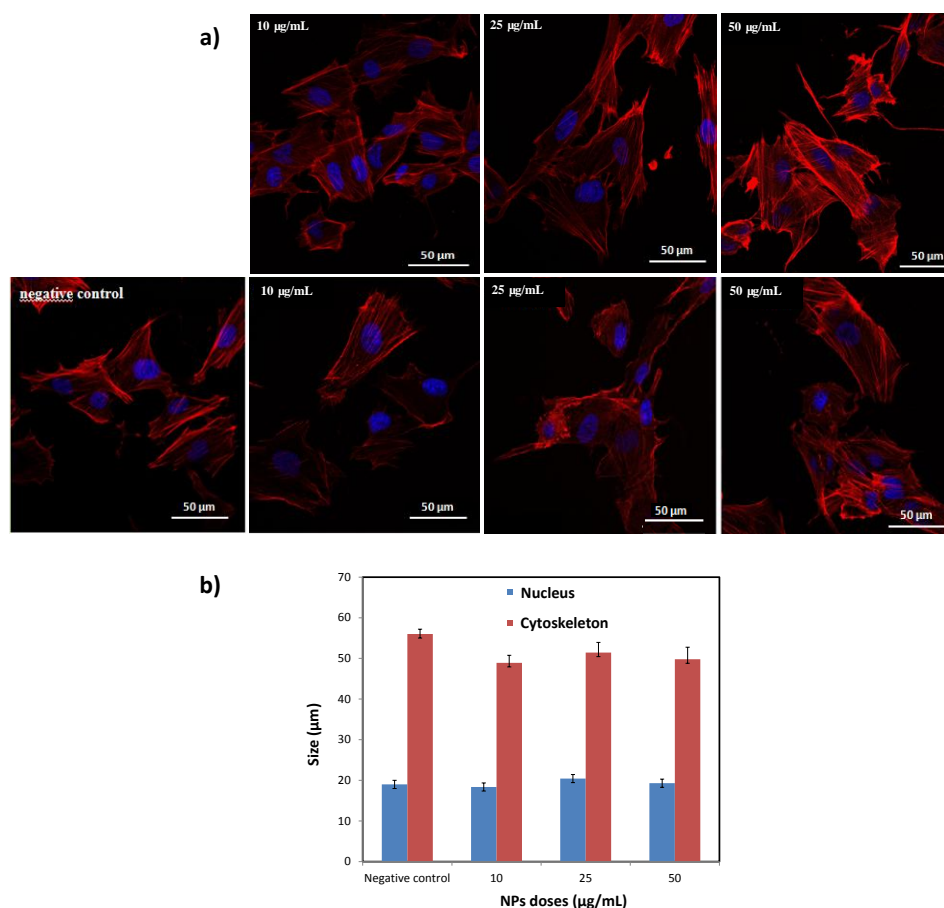 a)
10 µg/mL
25 µg/mL
50 µg/mL
50 µm
50 µm
50 µm
negative control
10 µg/mL
25 µg/mL
50 µg/mL
50 µm
50 µm
50 µm
50 µm
b)
70
60
50
40
30
20
10
0
Size (µm)
Nucleus
Cytoskeleton
Negative control
10
25
50
NPs doses (µg/mL)